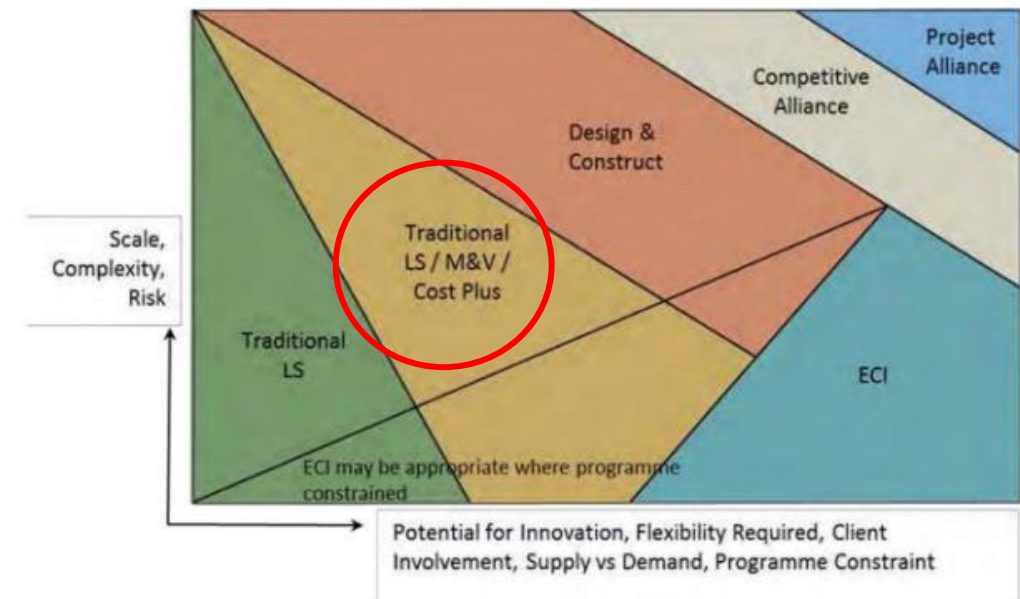 Project
Alliance
Competitive
Alliance
Design &
Construct
Traditional
LS / M&V /
Cost Plus
Scale,
Complexity,
Risk
Traditional
LS
ECI
ECI may be appropriate where programme
constrained
Potential for Innovation, Flexibility Required, Client
Involvement, Supply vs Demand, Programme Constraint